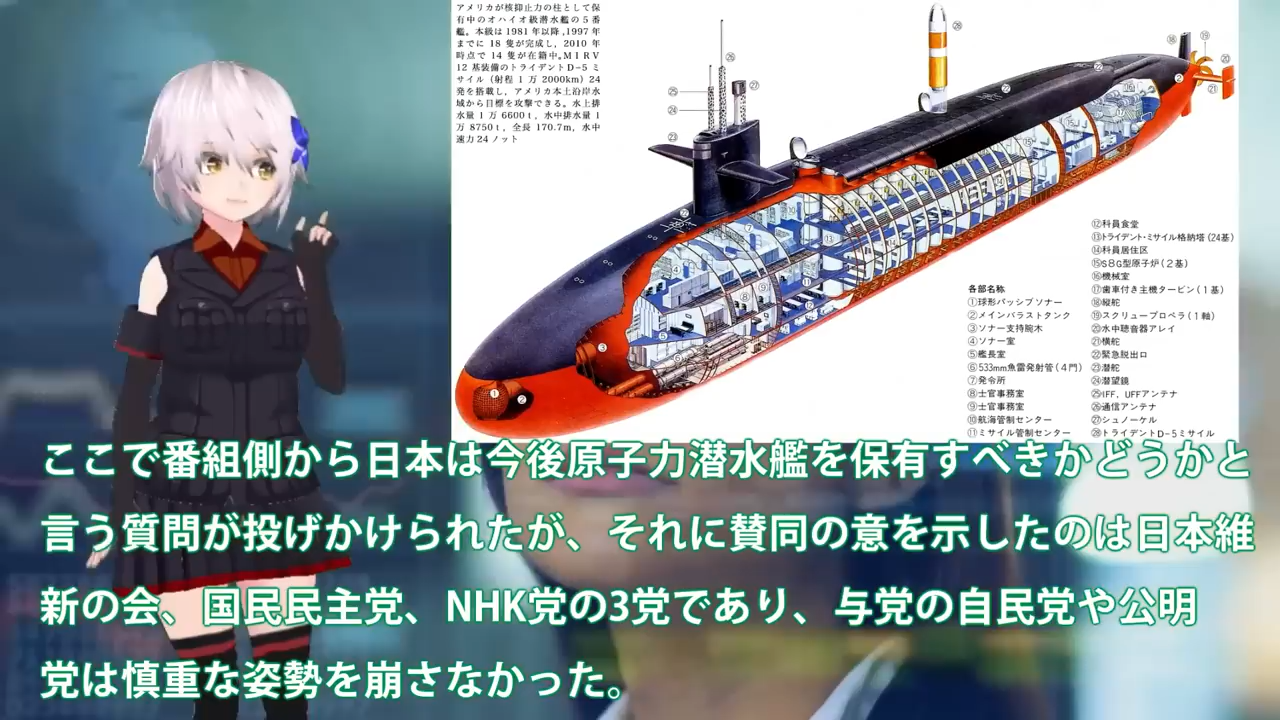 アメリカが核抑止力の柱として保
有中のオハイオ級潜水艦の5番
艦。本級は1981年以降,1997年
までに18隻が完成し，2010年
時点で14隻が在籍中。MIRV
12基装備のトライデントD-5ミ
サイル（射程1万2000km）24
発を搭載し，アメリカ本土沿岸水
域から目標を攻撃できる。水上排
水量1万6600t，水中排水量1
万8750t，全長170.7m，水中
速力24ノット
各部名称
①球形パッシブソナー
②メインバラストタンク
③ソナー支持腕木
④ソナー室
⑤艦長室
⑥533mm魚雷発射管（4門）
⑦発令所
⑧士官事務室
⑨士官事務室
⑩航海管制センター
⑪ミサイル管制センター
⑫科員食堂
⑬トライデント・ミサイル格納塔（24基）
⑭科員居住区
⑮S8G型原子炉（2基）
⑯機械室
⑰歯車付き主機タービン（1基）
⑱縦舵
⑲スクリュープロペラ（1軸）
⑳水中聴音器アレイ
㉑横舵
㉒緊急脱出口
㉓潜舵
㉔潜望鏡
㉕IFF，UFFアンテナ
㉖通信アンテナ
㉗シュノーケル
㉘トライデントD-5ミサイル
ここで番組側から日本は今後原子力潜水艦を保有すべきかどうかと
言う質問が投げかけられたが、それに賛同の意を示したのは日本維
新の会、国民民主党、NHK党の3党であり、与党の自民党や公明
党は慎重な姿勢を崩さなかった。